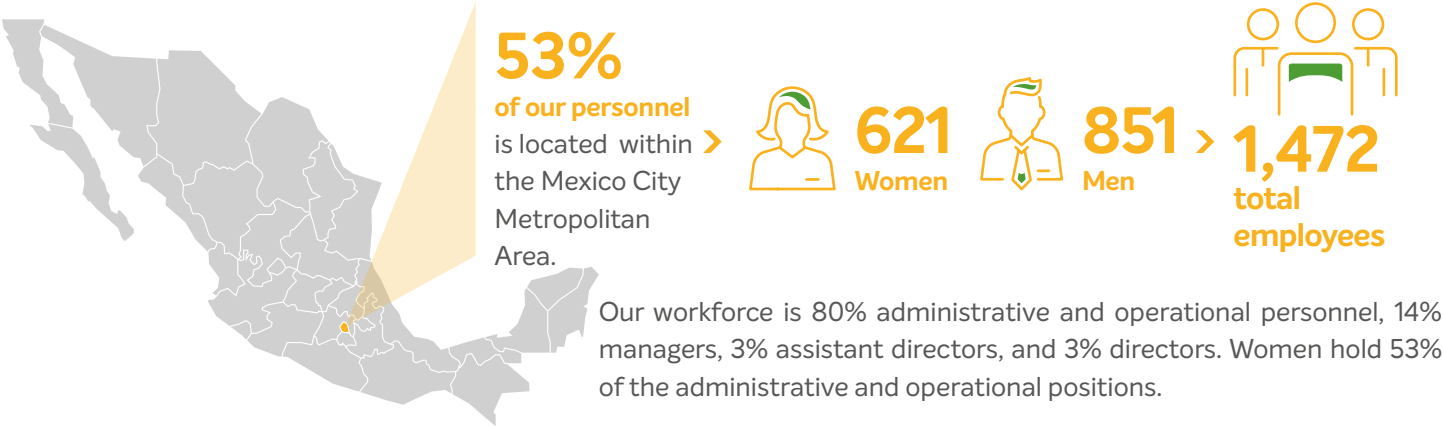 53%
of our personnel
is located within
the Mexico City
Metropolitan
Area.
621
Women
851
Men
1,472
total
employees
Our workforce is 80% administrative and operational personnel, 14%
managers, 3% assistant directors, and 3% directors. Women hold 53%
of the administrative and operational positions.